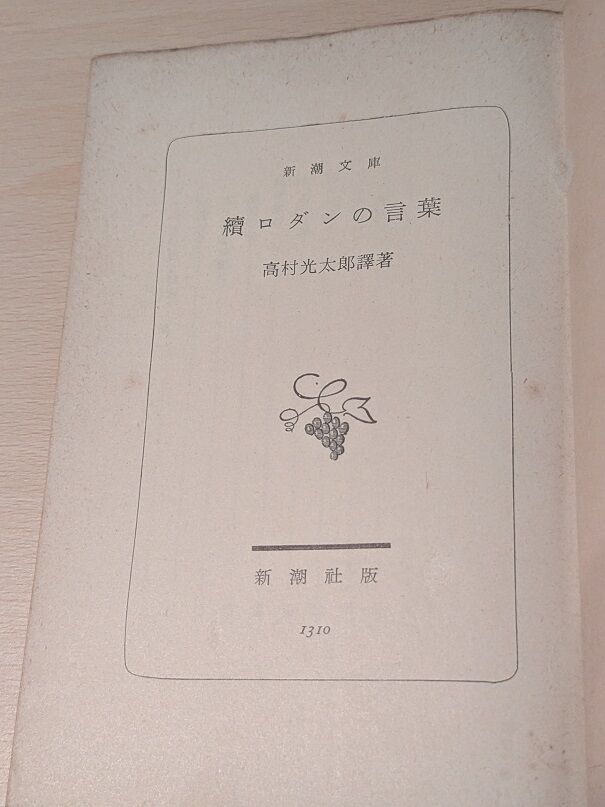 新潮文庫
續ロダンの言葉
高村光太郎譯著
新潮社版
1310